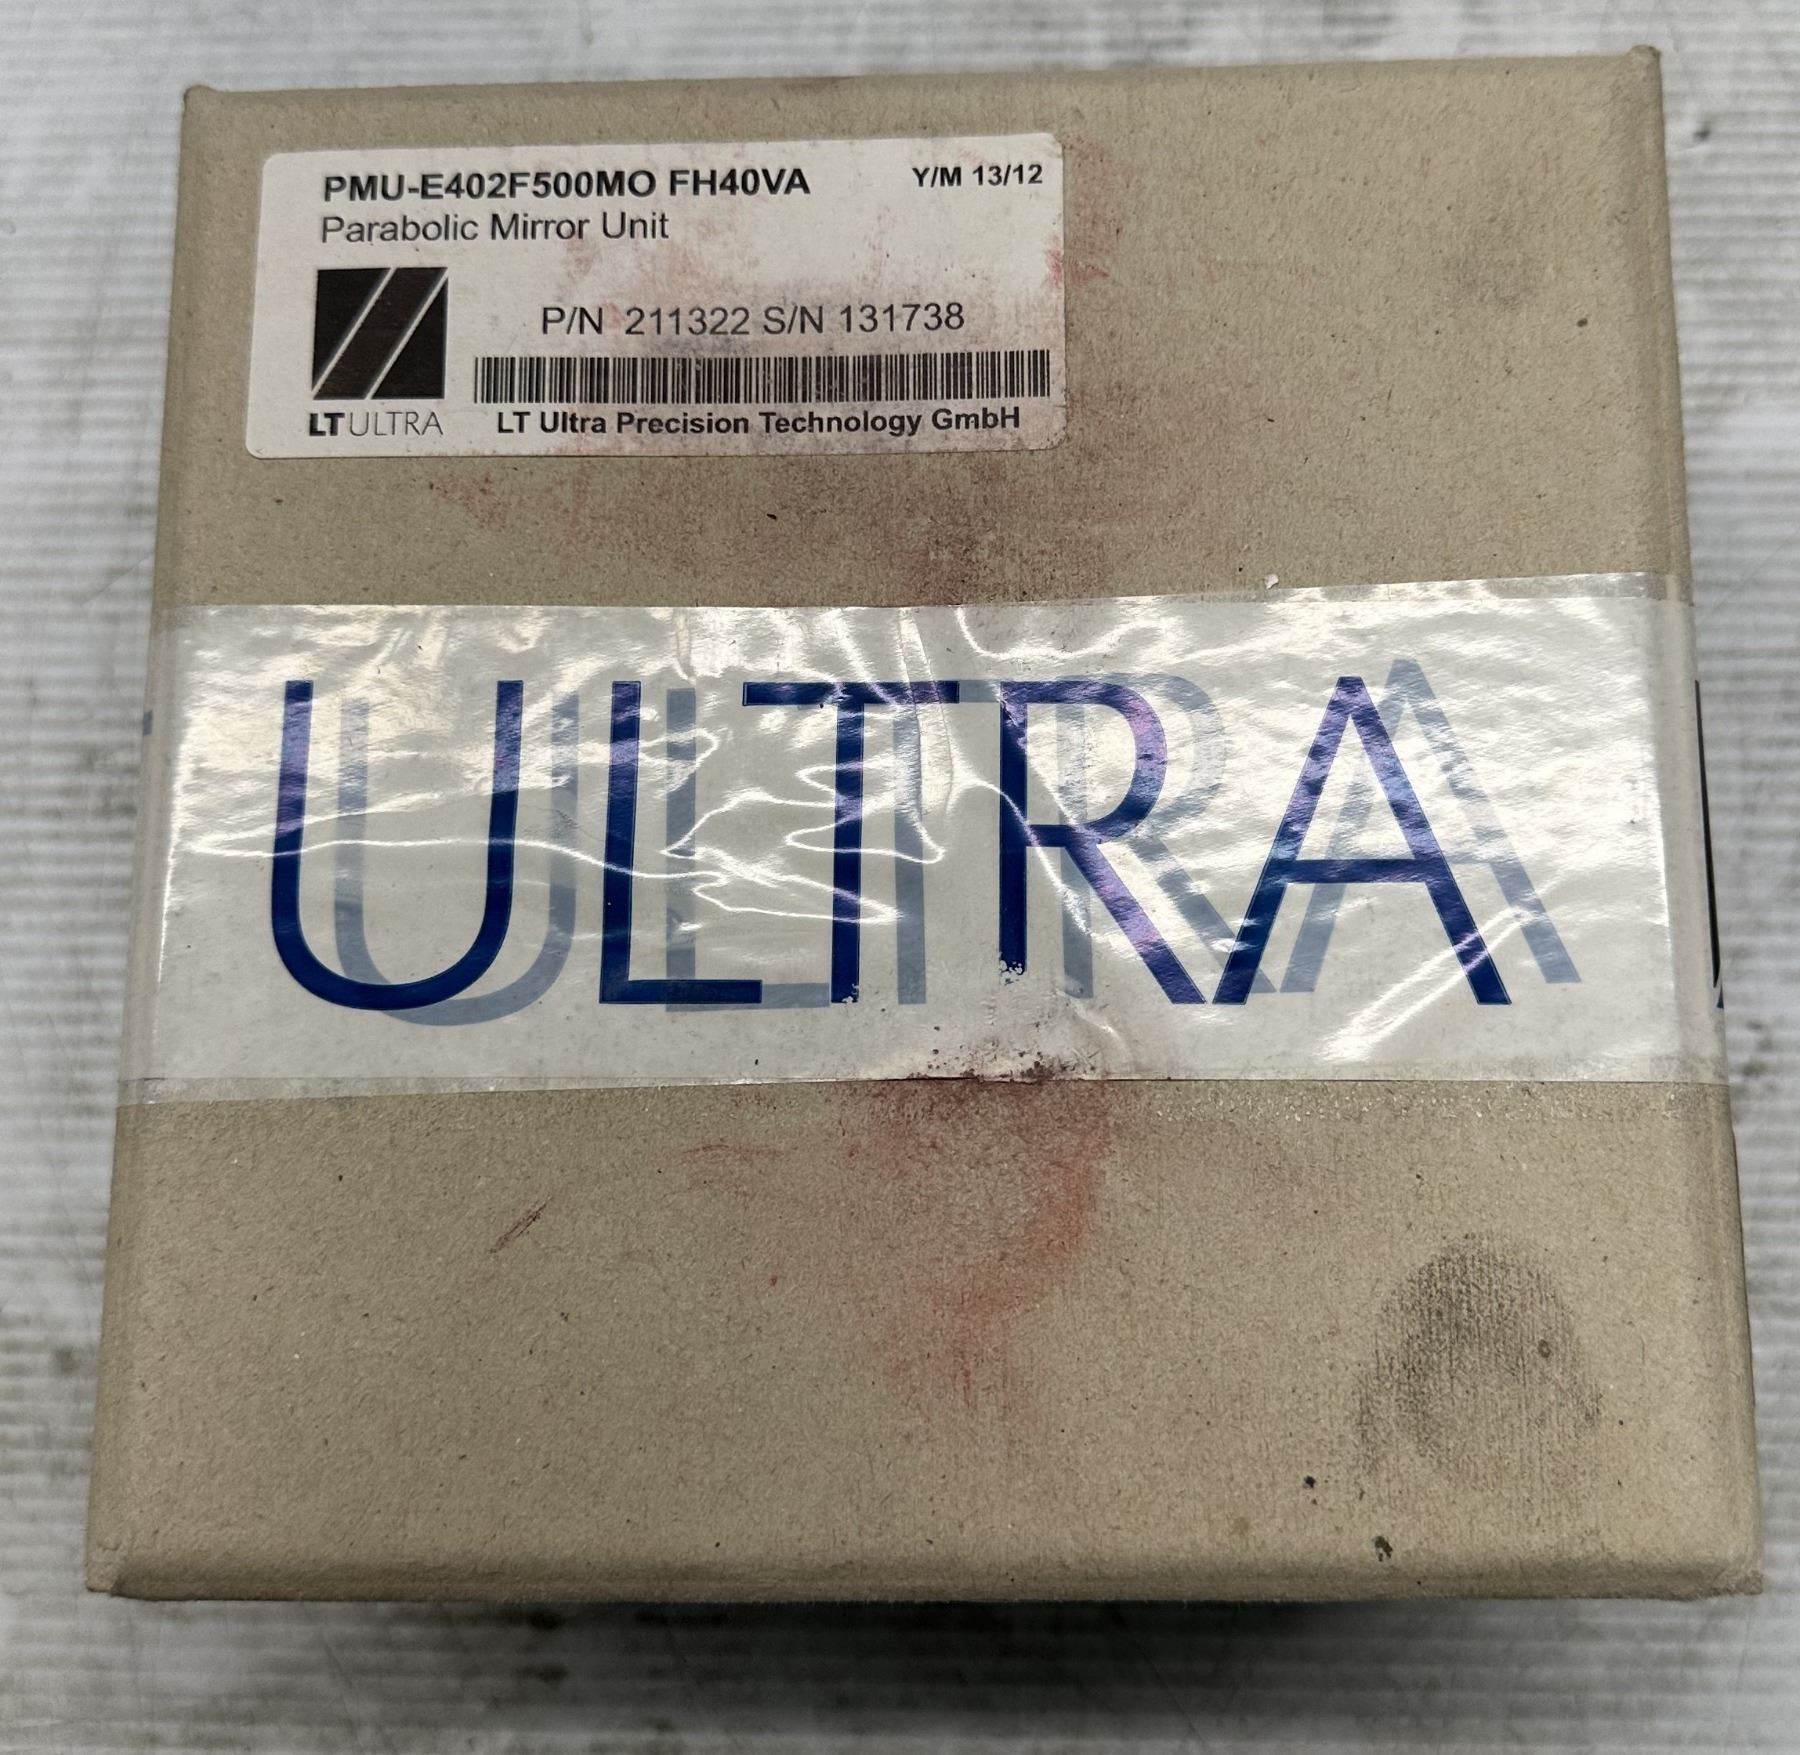 PMU-E402F500MO FH40VA Y/M 13/12
Parabolic Mirror Unit
P/N 211322 S/N 131738
LTULTRA
LT Ultra Precision Technology GmbH
ULTRA